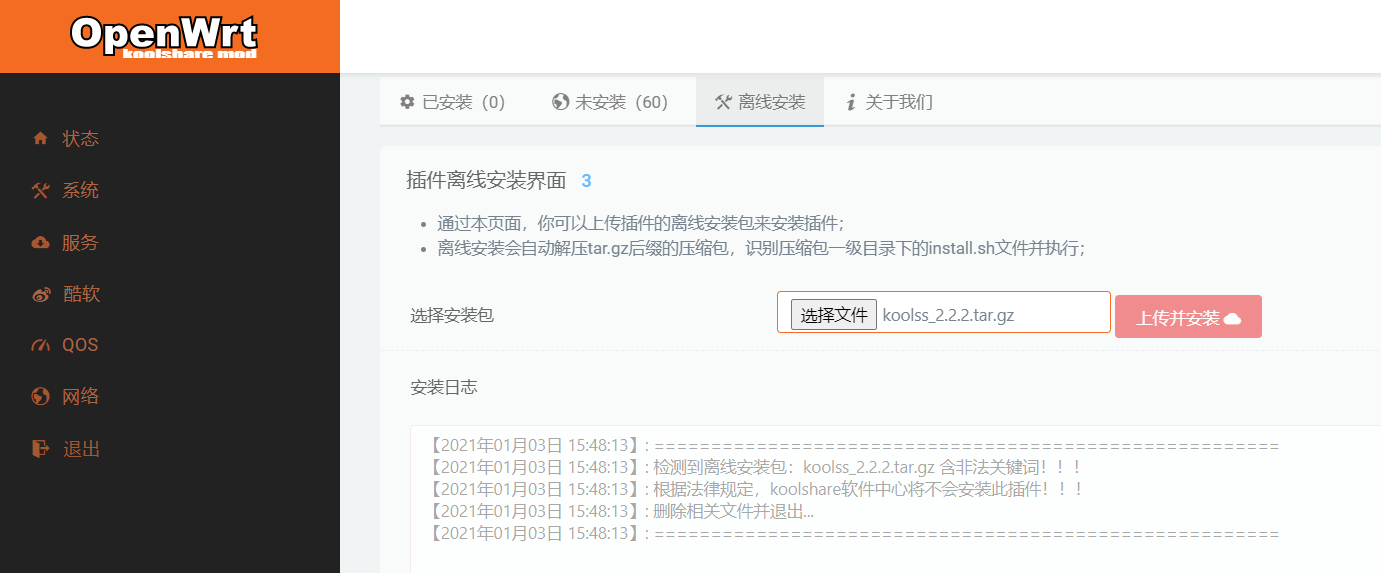 OpenWrt
koolshare mod
已安装（0） 未安装（60） 离线安装 关于我们
状态
系统
服务
酷软
QOS
网络
退出
插件离线安装界面 3
通过本页面，你可以上传插件的离线安装包来安装插件；
离线安装会自动解压tar.gz后缀的压缩包，识别压缩包一级目录下的install.sh文件并执行；
选择安装包 选择文件 koolss_2.2.2.tar.gz 上传并安装
安装日志
【2021年01月03日 15:48:13】: =======================================================
【2021年01月03日 15:48:13】: 检测到离线安装包：koolss_2.2.2.tar.gz 含非法关键词！！！
【2021年01月03日 15:48:13】: 根据法律规定，koolshare软件中心将不会安装此插件！！！
【2021年01月03日 15:48:13】: 删除相关文件并退出...
【2021年01月03日 15:48:13】: =======================================================